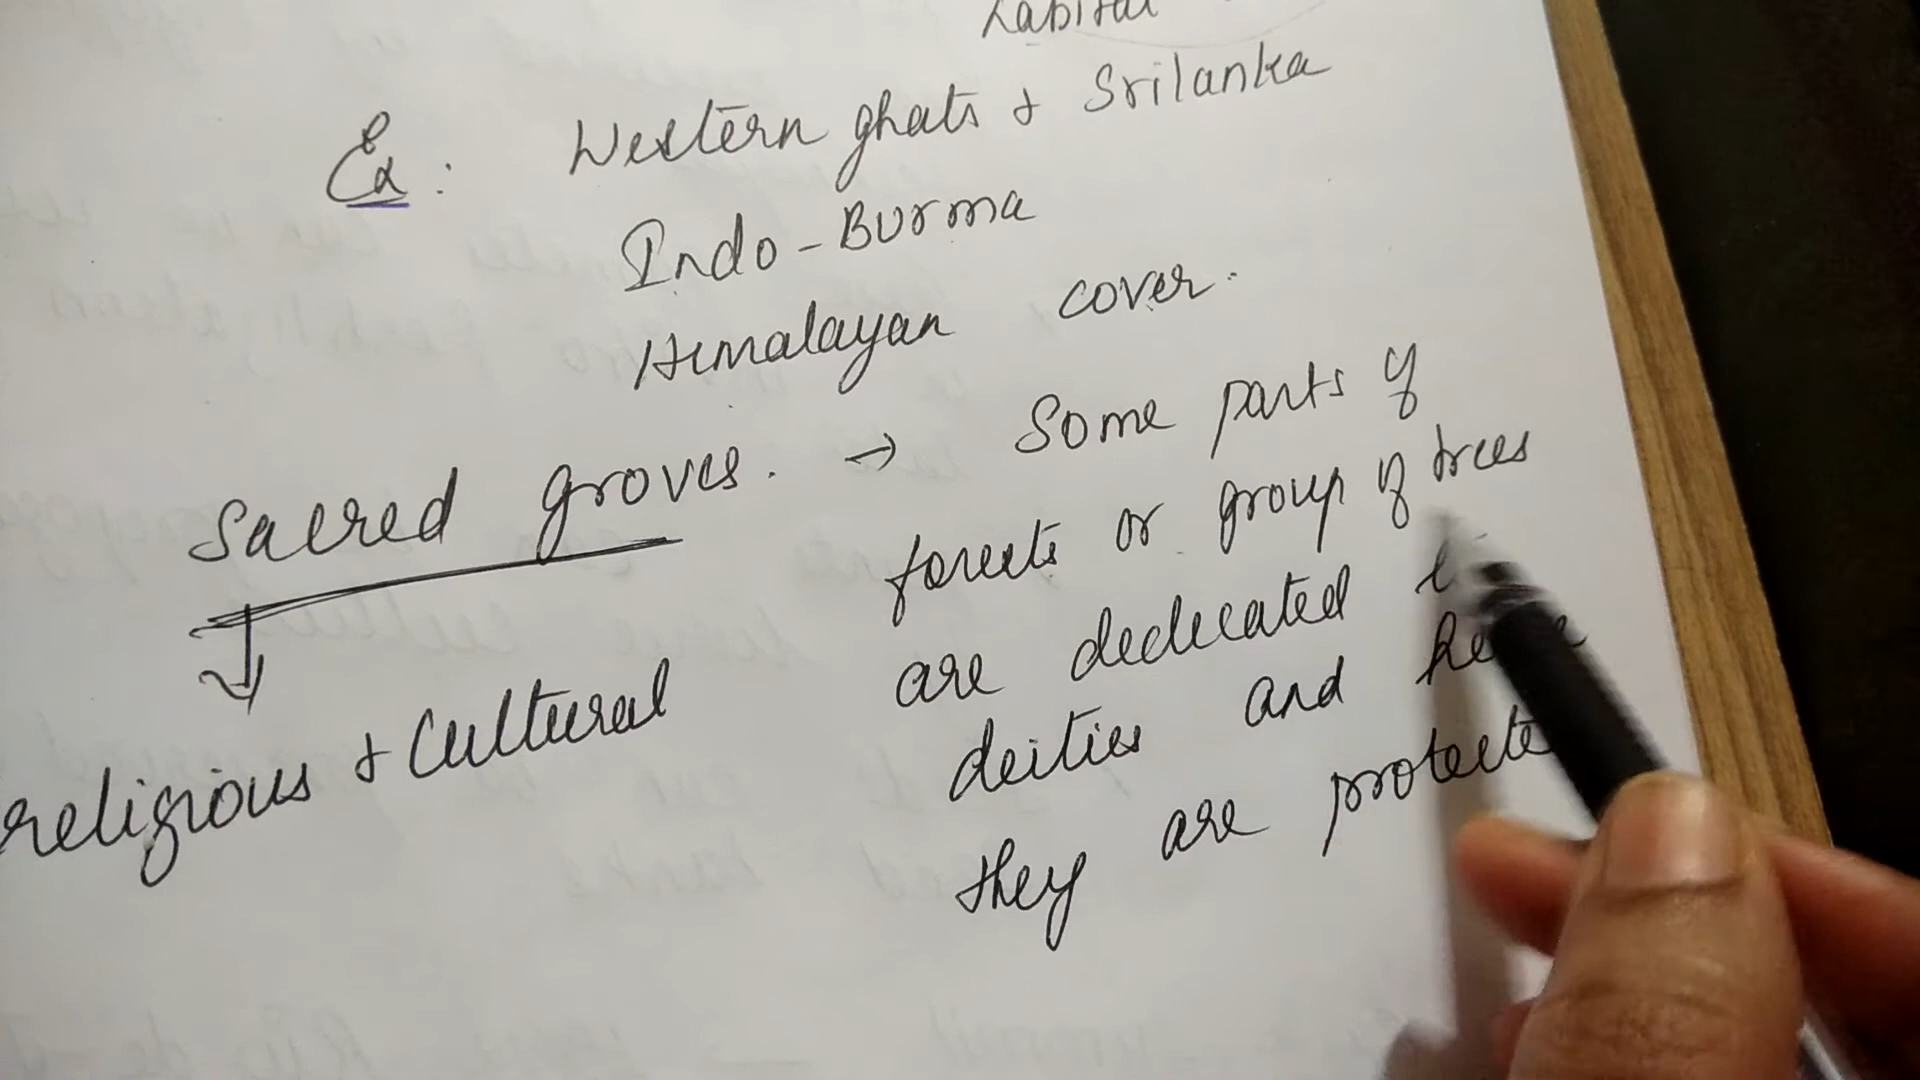 Ex: Western ghats & Srilanka
Indo-Burma
Himalayan cover.
Sacred groves. → Some parts of
forests or group of trees
are dedicated
deities and
they are protected
religious & Cultural